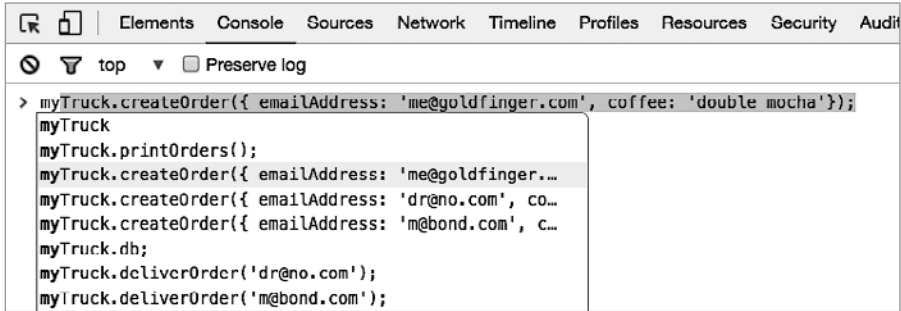 Elements Console Sources Network Timeline Profiles Resources Security Audit
top ▼ Preserve log
> myTruck.createOrder({ emailAddress: 'me@goldfinger.com', coffee: 'double mocha'});
myTruck
myTruck.printOrders();
myTruck.createOrder({ emailAddress: 'me@goldfinger.…
myTruck.createOrder({ emailAddress: 'dr@no.com', co…
myTruck.createOrder({ emailAddress: 'm@bond.com', c…
myTruck.db;
myTruck.deliverOrder('dr@no.com');
myTruck.deliverOrder('m@bond.com');